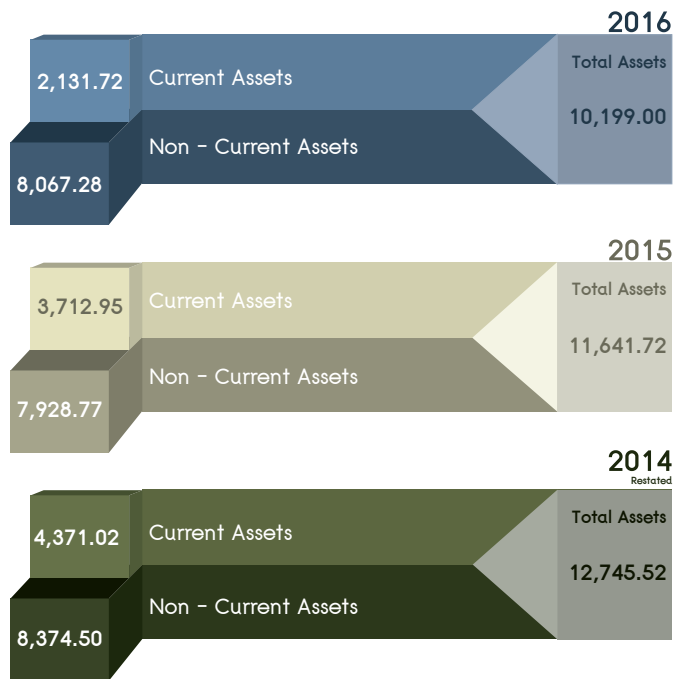 2016
2,131.72
Current Assets
Total Assets
10,199.00
8,067.28
Non - Current Assets
2015
3,712.95
Current Assets
Total Assets
11,641.72
7,928.77
Non - Current Assets
2014
Restated
4,371.02
Current Assets
Total Assets
12,745.52
8,374.50
Non - Current Assets